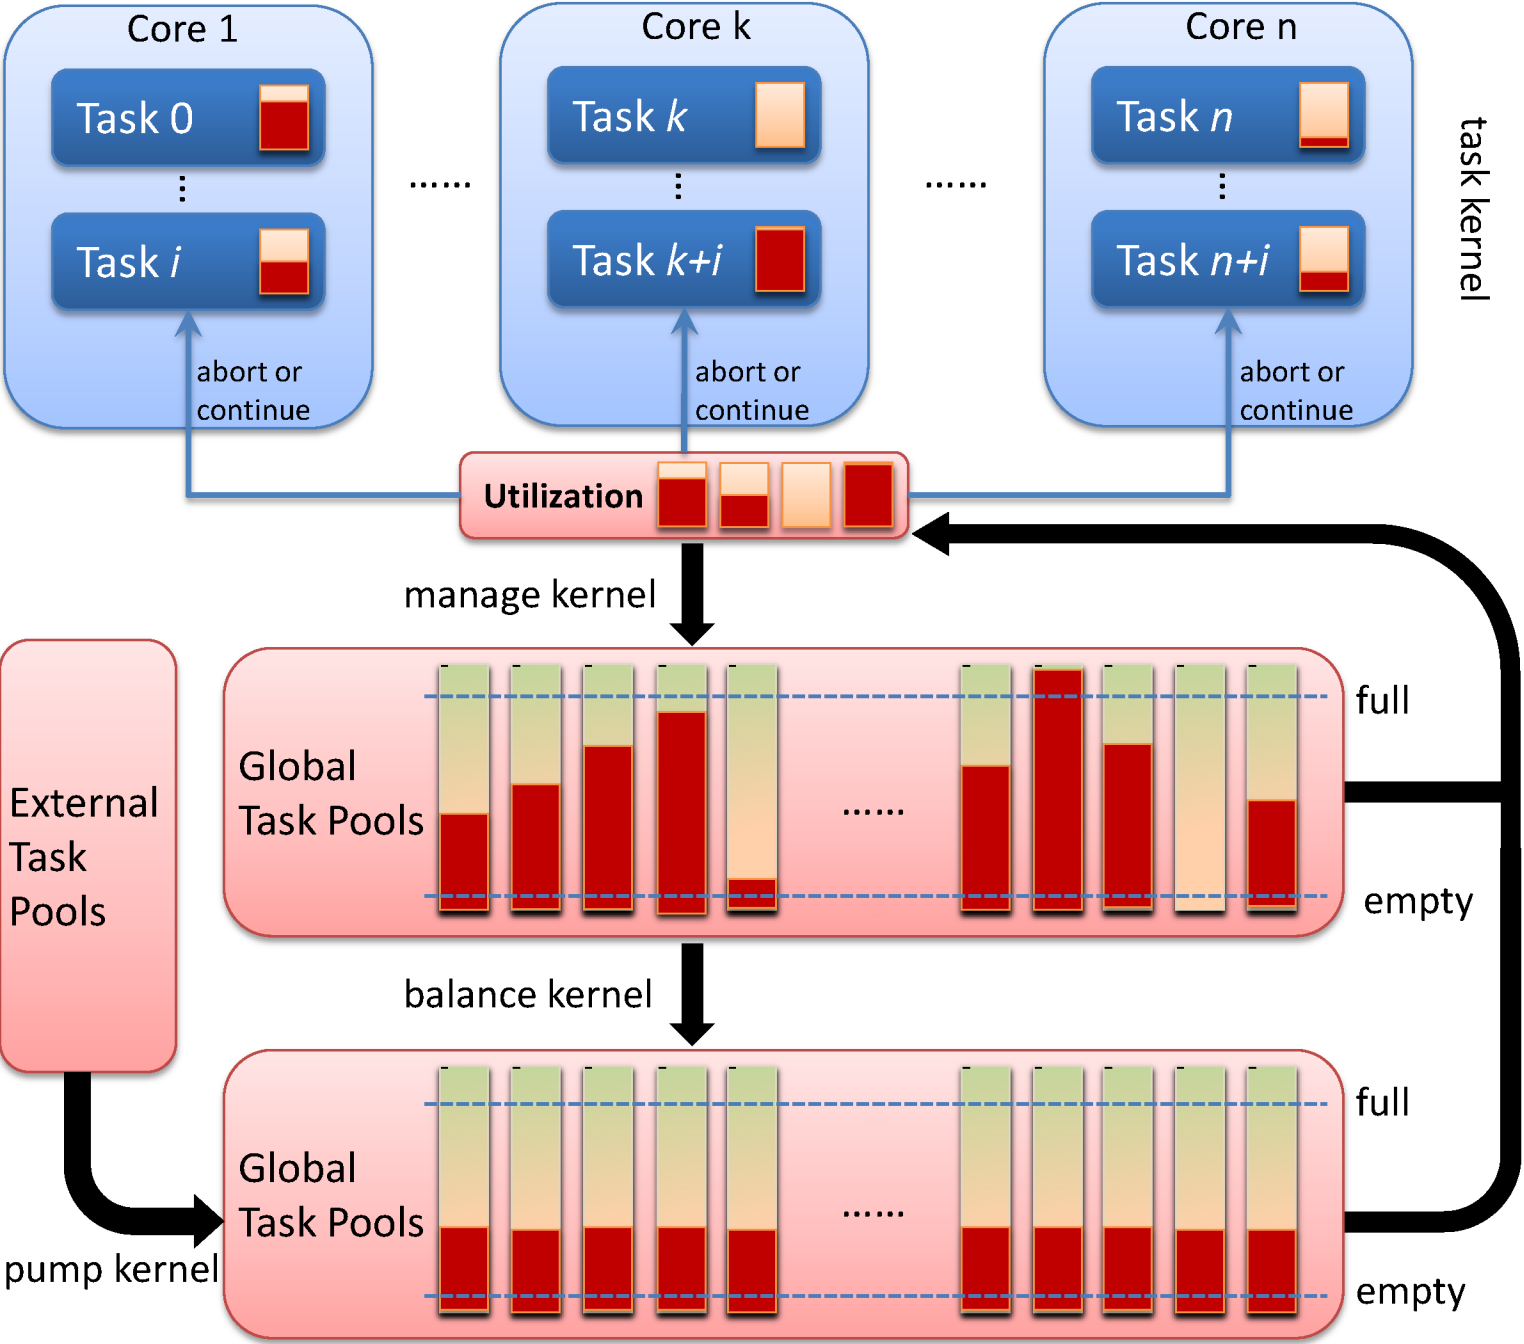 Core 1
Core k
Core n
Task 0
Task k
Task n
⋮
⋮
⋮
......
......
Task i
Task k+i
Task n+i
task kernel
abort or
continue
abort or
continue
abort or
continue
Utilization
manage kernel
External
Task
Pools
Global
Task Pools
......
full
empty
balance kernel
Global
Task Pools
......
full
empty
pump kernel